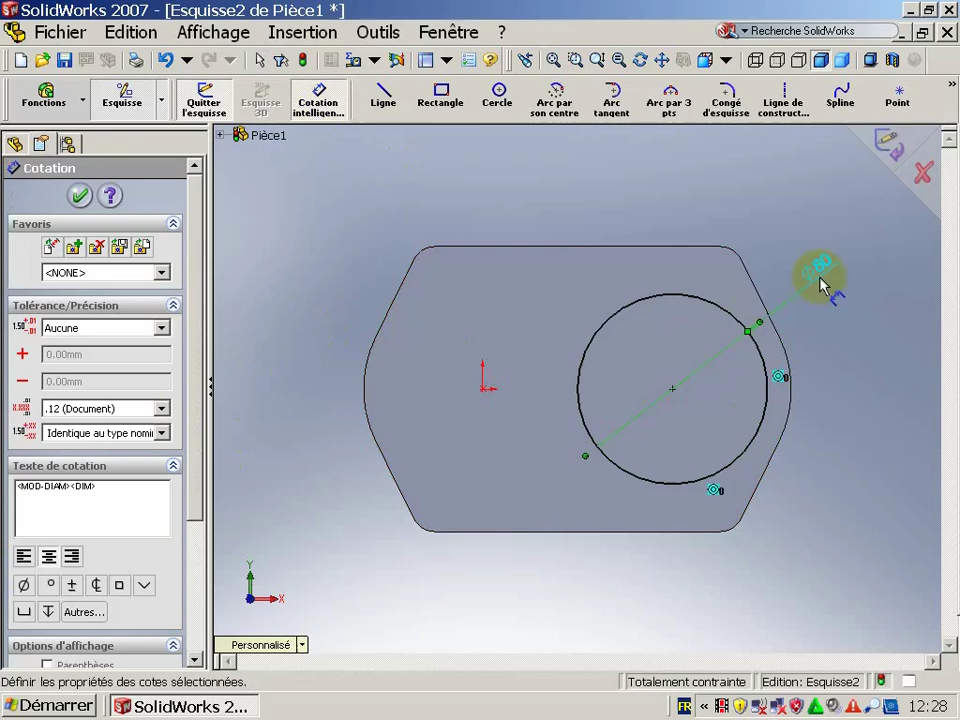 SolidWorks 2007 - [Esquisse2 de Pièce1 *]
Fichier Edition Affichage Insertion Outils Fenêtre ?
Recherche SolidWorks
Fonctions
Esquisse
Quitter l'esquisse
Esquisse 3D
Cotation intelligen...
Ligne
Rectangle
Cercle
Arc par son centre
Arc tangent
Arc par 3 pts
Congé d'esquisse
Ligne de construct...
Spline
Point
Pièce1
Cotation
Favoris
<NONE>
Tolérance/Précision
Aucune
0.00mm
0.00mm
.12 (Document)
Identique au type nomi
Texte de cotation
<MOD-DIAM><DIM>
Autres...
Options d'affichage
Parenthèses
Ø80
Y
X
Personnalisé
Définir les propriétés des cotes sélectionnées.
Totalement contrainte
Edition: Esquisse2
Démarrer
SolidWorks 2...
FR
12:28